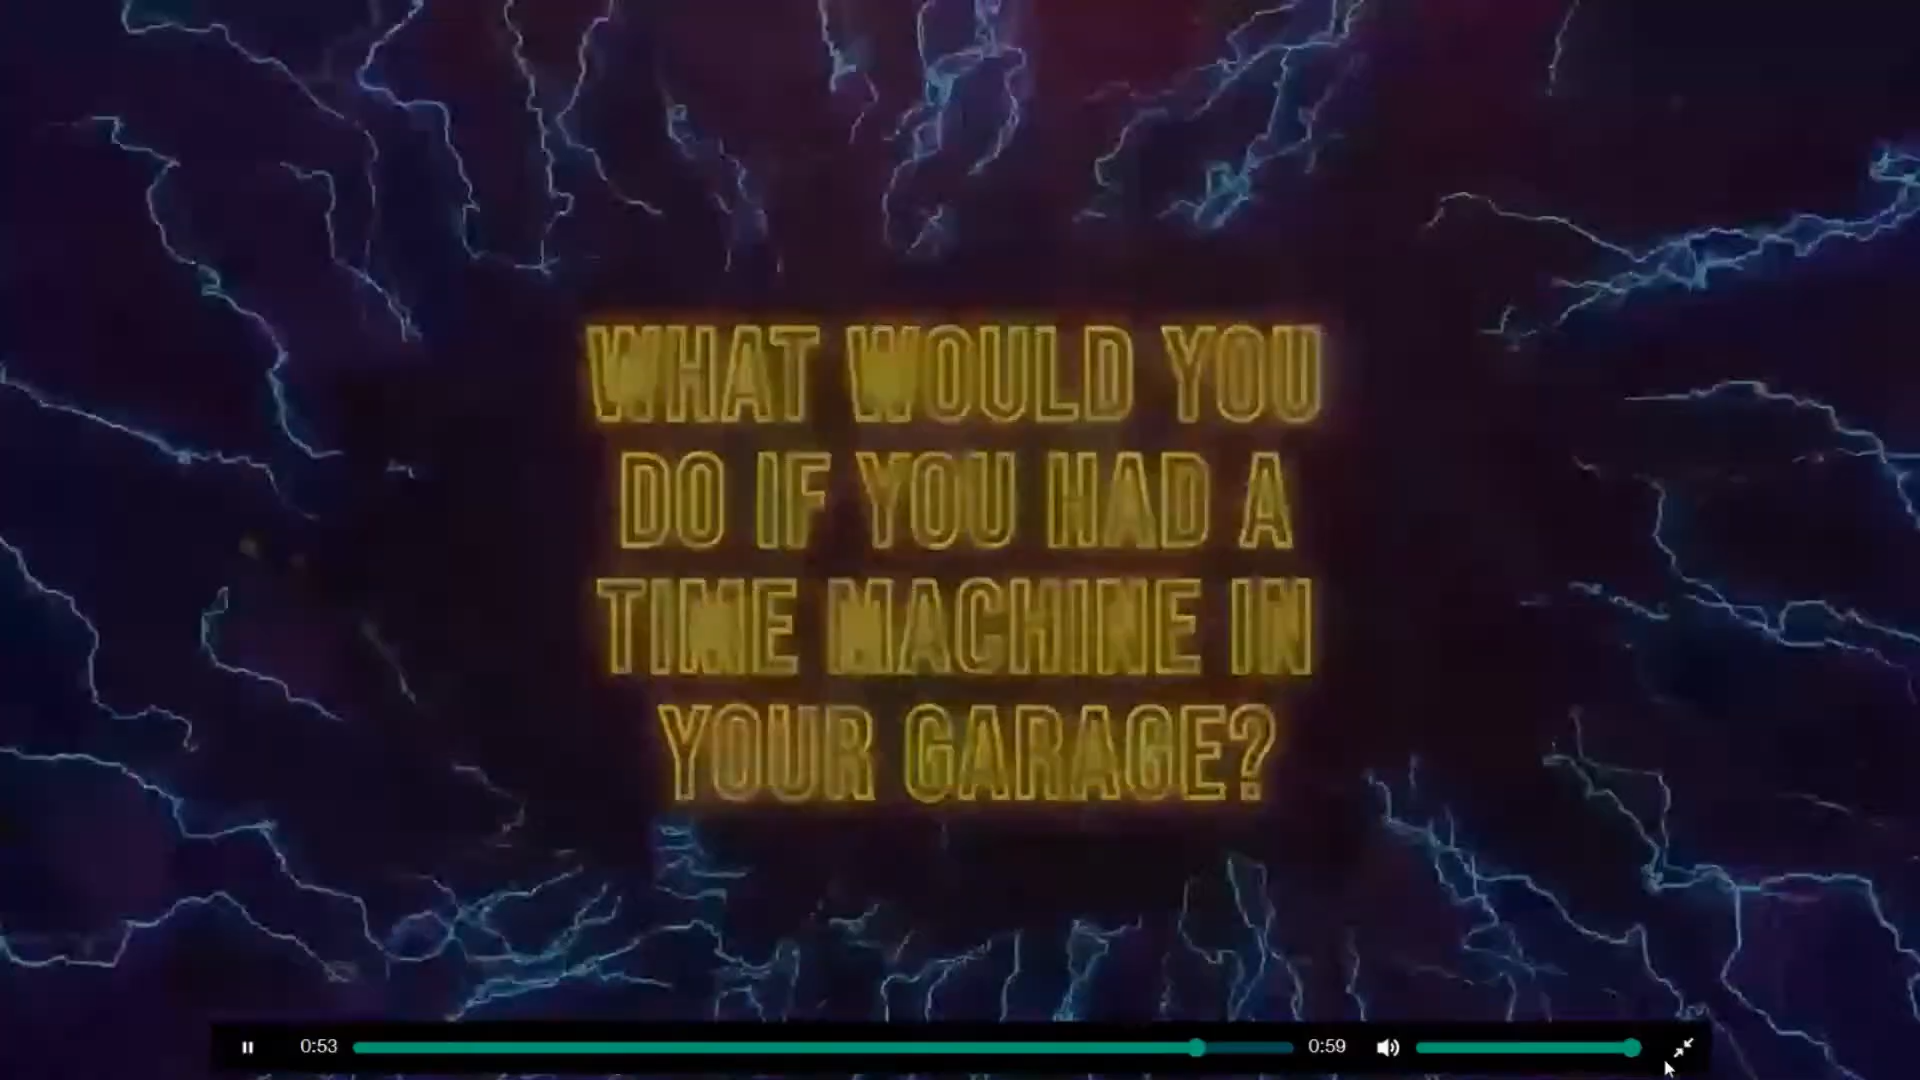 WHAT WOULD YOU
DO IF YOU HAD A
TIME MACHINE IN
YOUR GARAGE?
0:53 0:59